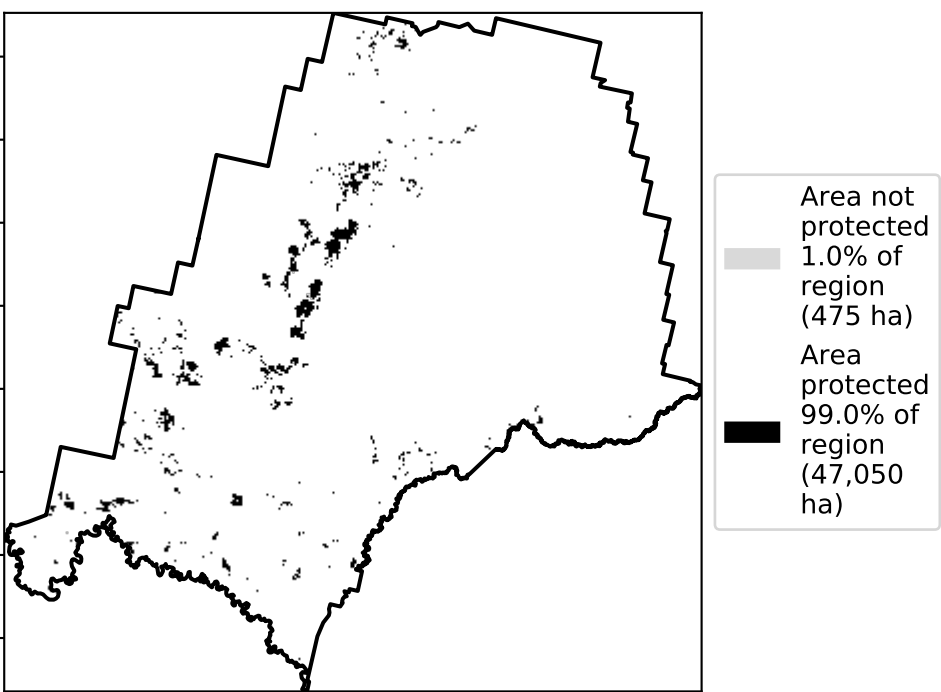 Area not
protected
1.0% of
region
(475 ha)
Area
protected
99.0% of
region
(47,050
ha)